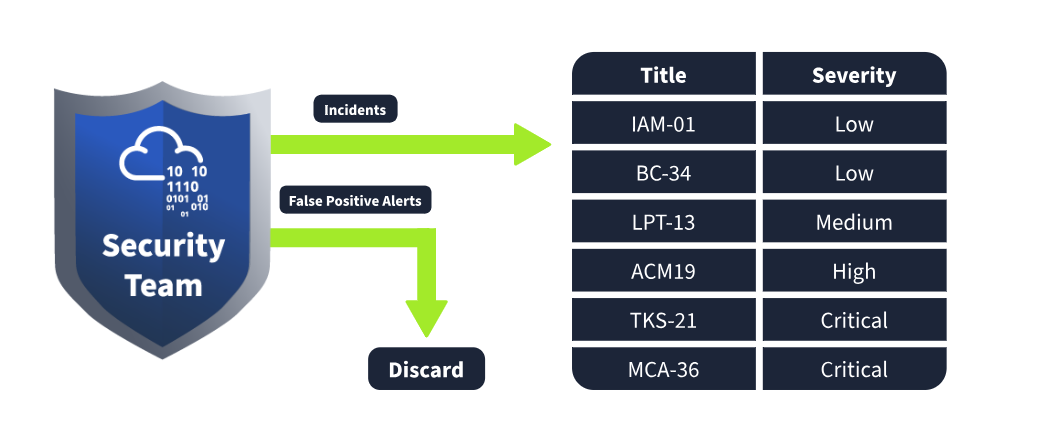 10 10
1110
0101 01
01 010
01
Security
Team
Incidents
False Positive Alerts
Discard
Title Severity
IAM-01 Low
BC-34 Low
LPT-13 Medium
ACM19 High
TKS-21 Critical
MCA-36 Critical